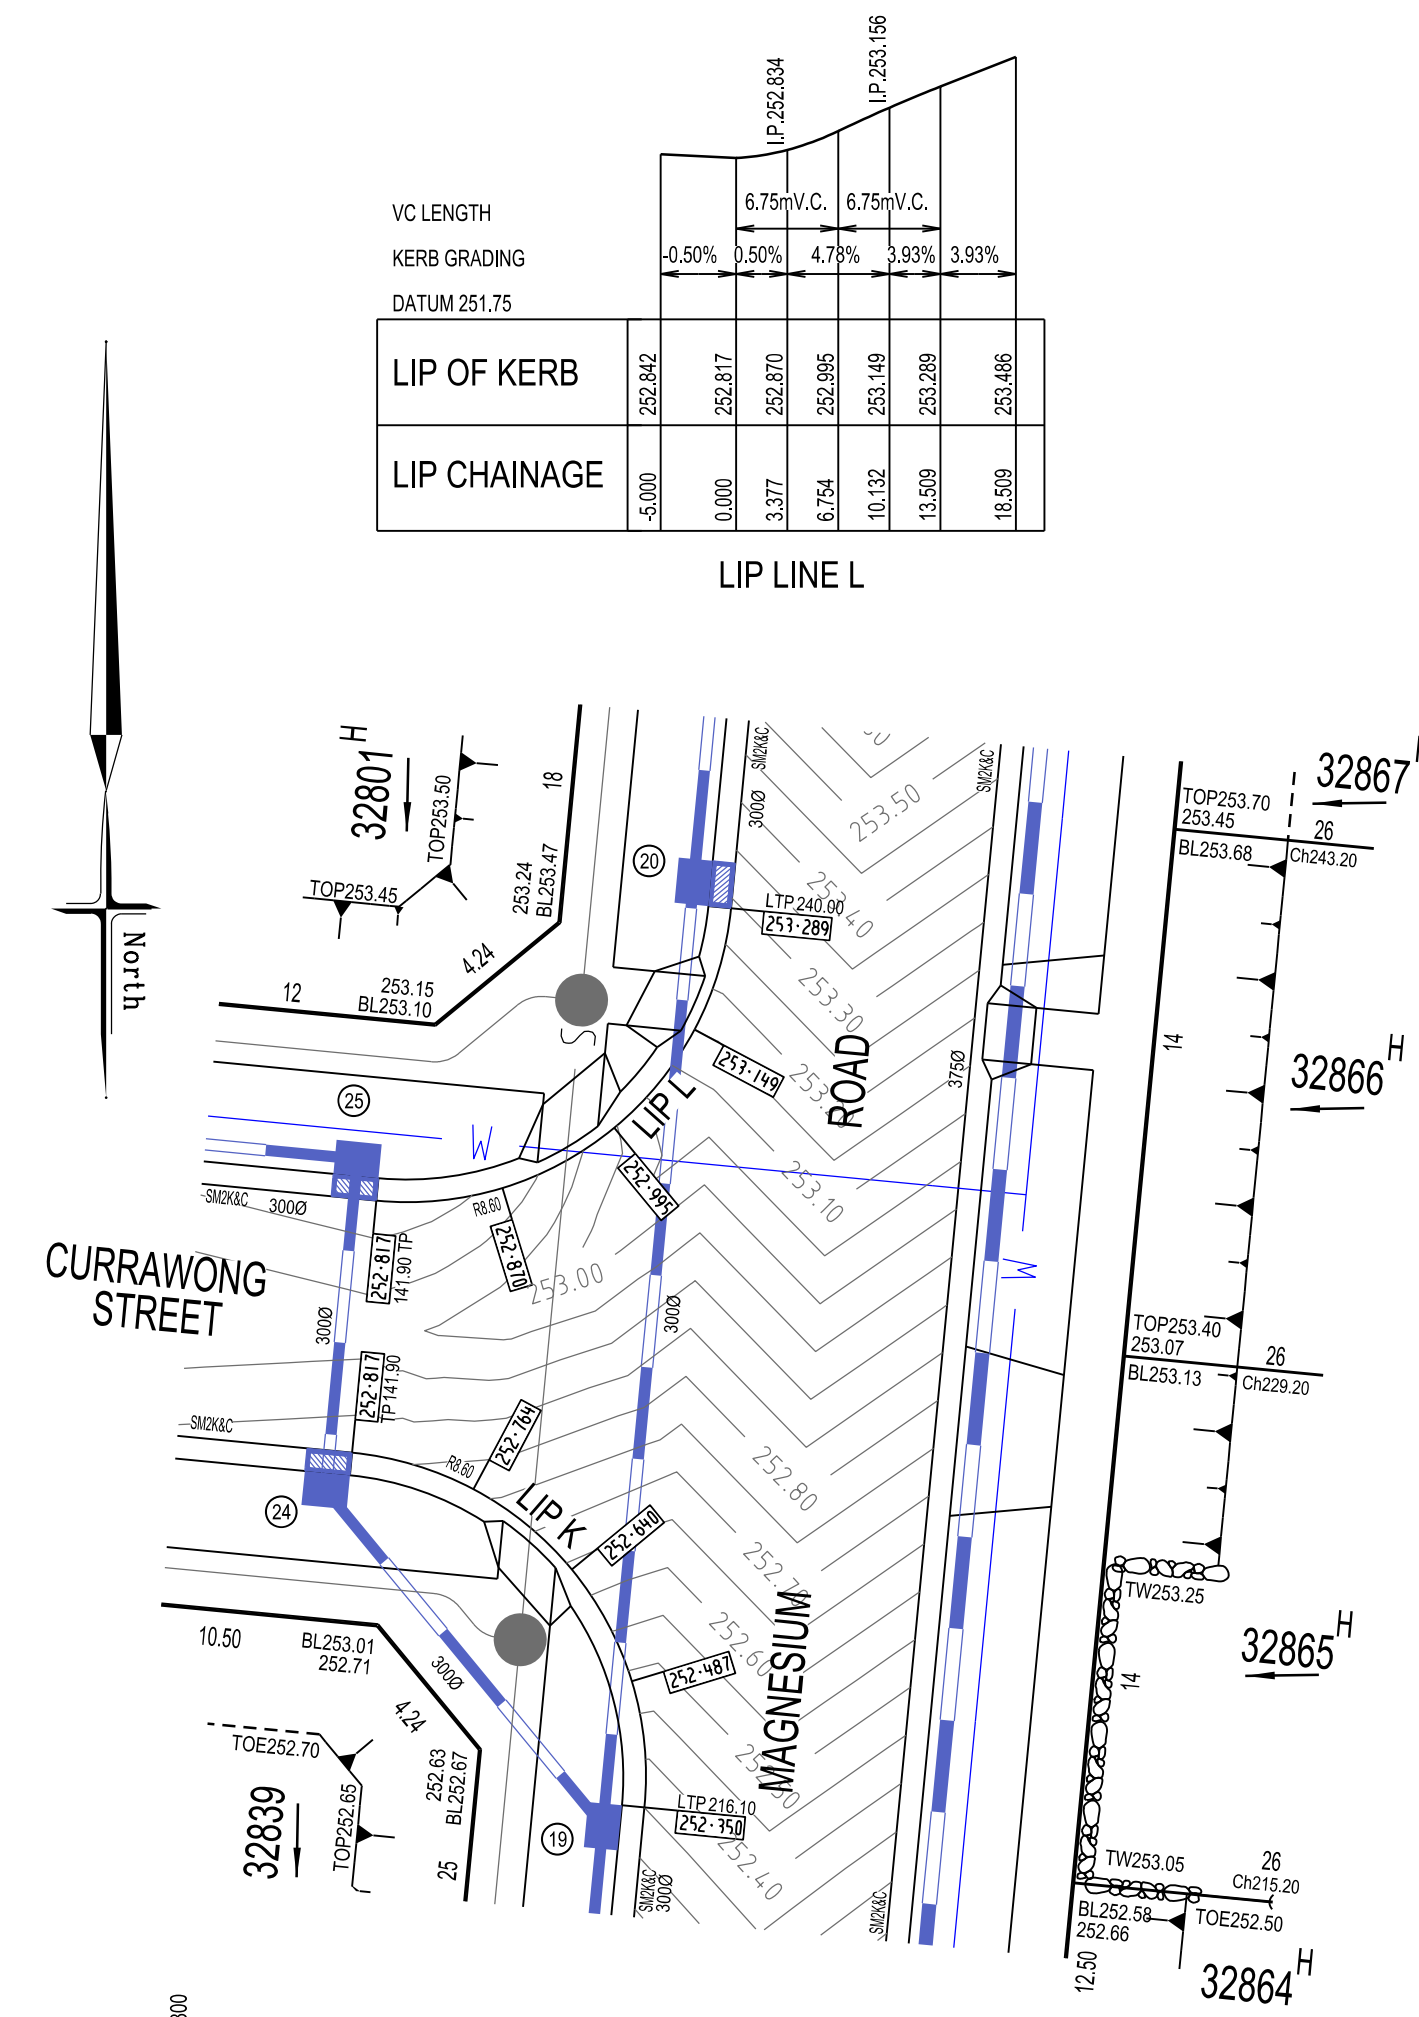 I.P.252.834
I.P.253.156
VC LENGTH
6.75mV.C.
6.75mV.C.
KERB GRADING
-0.50%
0.50%
4.78%
3.93%
3.93%
DATUM 251.75
LIP OF KERB
252.842
252.817
252.870
252.995
253.149
253.289
253.486
LIP CHAINAGE
-5.000
0.000
3.377
6.754
10.132
13.509
18.509
LIP LINE L
North
H
32801
TOP253.50
TOP253.45
18
253.24
BL253.47
4.24
12
253.15
BL253.10
20
SM2K&C
300Ø
253.50
SM2K&C
253.40
LTP 240.00
253.289
253.30
ROAD
253.149
375Ø
32867
TOP253.70
253.45
26
BL253.68
Ch243.20
14
32866 H
25
M
LIP L
252.995
253.10
SM2K&C
300Ø
R8.60
252.870
CURRAWONG
STREET
252.817
141.90 TP
253.00
300Ø
300Ø
M
TOP253.40
253.07
26
BL253.13
Ch229.20
252.817
TP141.90
SM2K&C
252.764
R8.60
252.80
24
LIP K
252.640
252.70
TW253.25
252.60
MAGNESIUM
32865 H
10.50
BL253.01
252.71
300Ø
252.487
14
4.24
TOE252.70
TOP252.65
252.63
BL252.67
32839
25
LTP 216.10
252.350
19
252.40
SM2K&C
300Ø
SM2K&C
TW253.05
26
Ch215.20
BL252.58
252.66
TOE252.50
12.50
32864 H